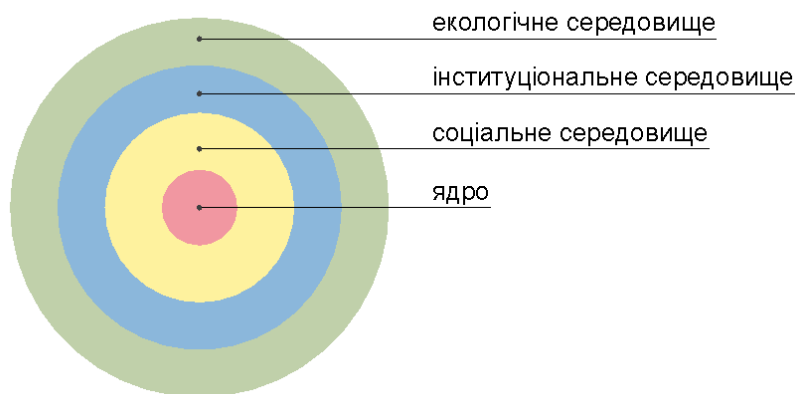 екологічне середовище
інституціональне середовище
соціальне середовище
ядро